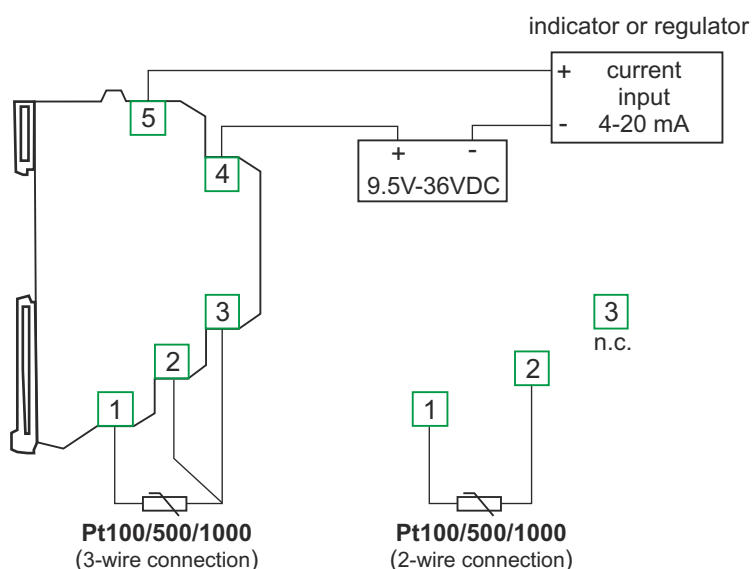 indicator or regulator
+ current
input
- 4-20 mA
5
4
+ -
9.5V-36VDC
3
2
1
Pt100/500/1000
(3-wire connection)
3
n.c.
2
1
Pt100/500/1000
(2-wire connection)